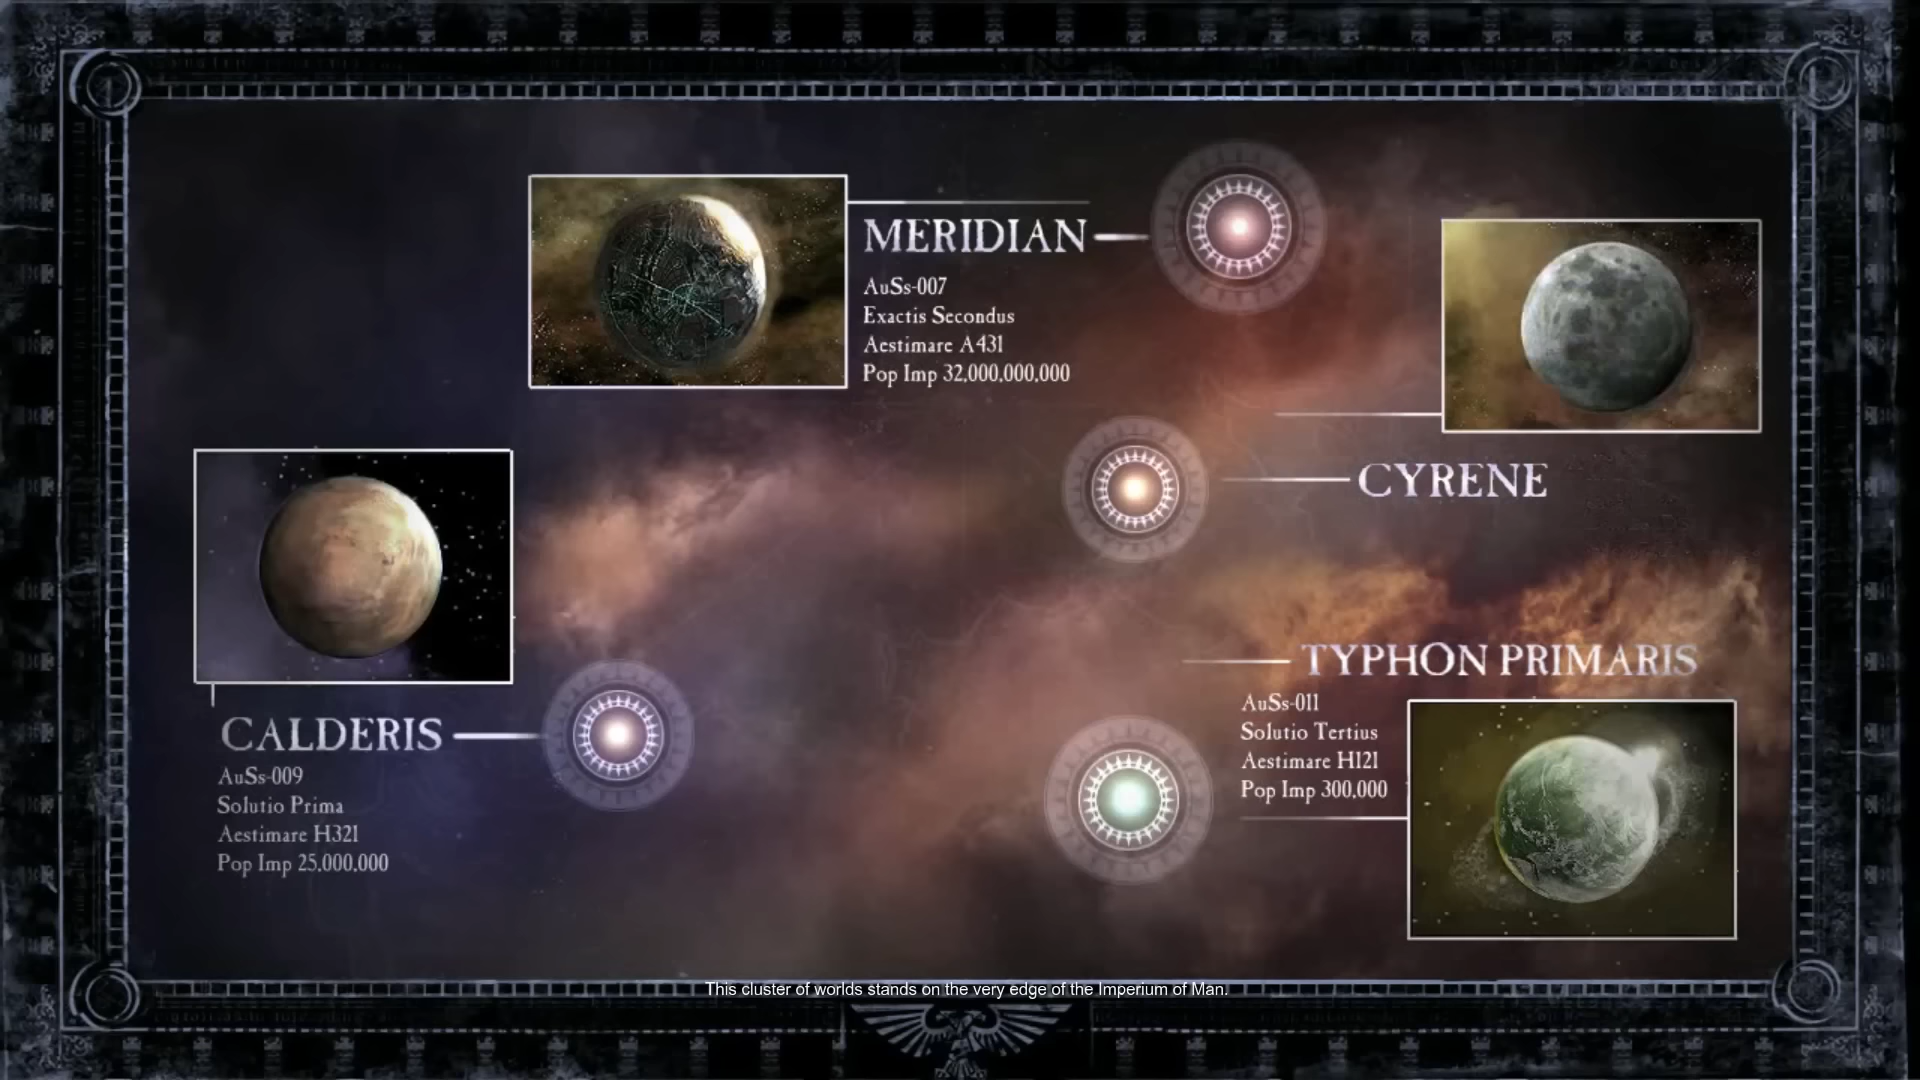 MERIDIAN
AuSs-007
Exactis Secondus
Aestimare A431
Pop Imp 32,000,000,000
CYRENE
CALDERIS
AuSs-009
Solutio Prima
Aestimare H321
Pop Imp 25,000,000
TYPHON PRIMARIS
AuSs-011
Solutio Tertius
Aestimare H121
Pop Imp 300,000
This cluster of worlds stands on the very edge of the Imperium of Man.